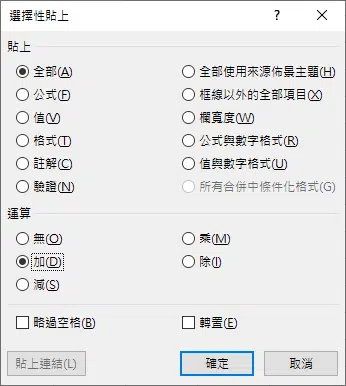 選擇性貼上
貼上
全部(A)
全部使用來源佈景主題(H)
公式(F)
框線以外的全部項目(X)
值(V)
欄寬度(W)
格式(T)
公式與數字格式(R)
註解(C)
值與數字格式(U)
驗證(N)
所有合併中條件化格式(G)
運算
無(O)
乘(M)
加(D)
除(I)
減(S)
略過空格(B)
轉置(E)
貼上連結(L)
確定
取消